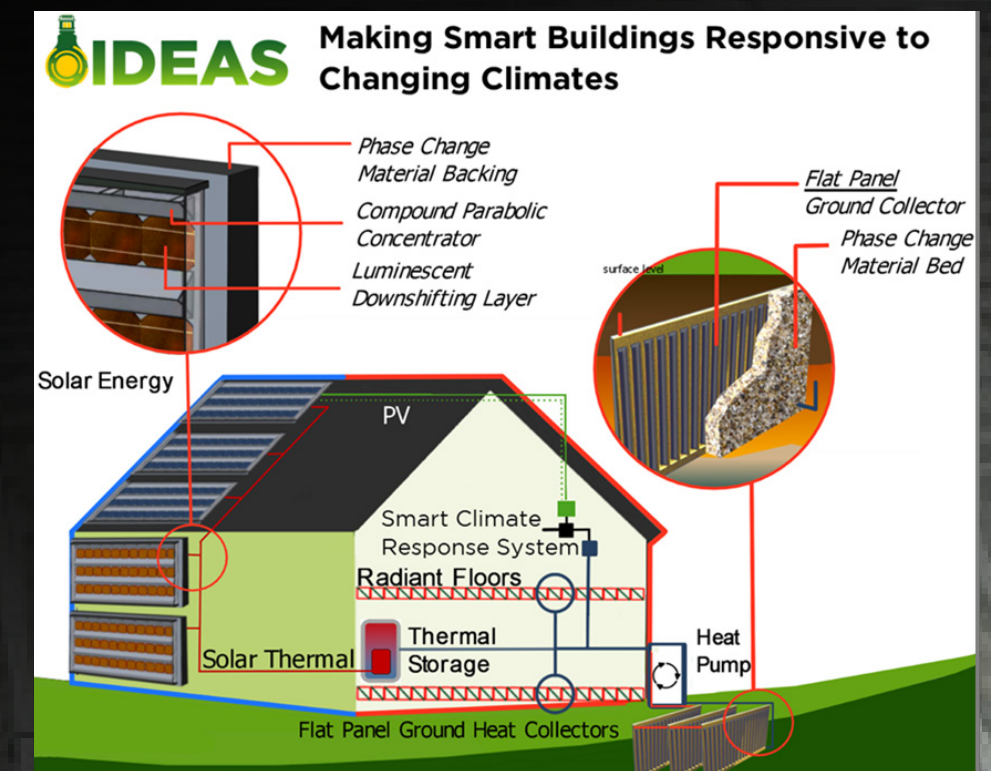 IDEAS
Making Smart Buildings Responsive to
Changing Climates
Phase Change
Material Backing
Compound Parabolic
Concentrator
Luminescent
Downshifting Layer
Flat Panel
Ground Collector
Phase Change
Material Bed
surface level
Solar Energy
PV
Smart Climate
Response System
Radiant Floors
Thermal
Storage
Solar Thermal
Heat
Pump
Flat Panel Ground Heat Collectors